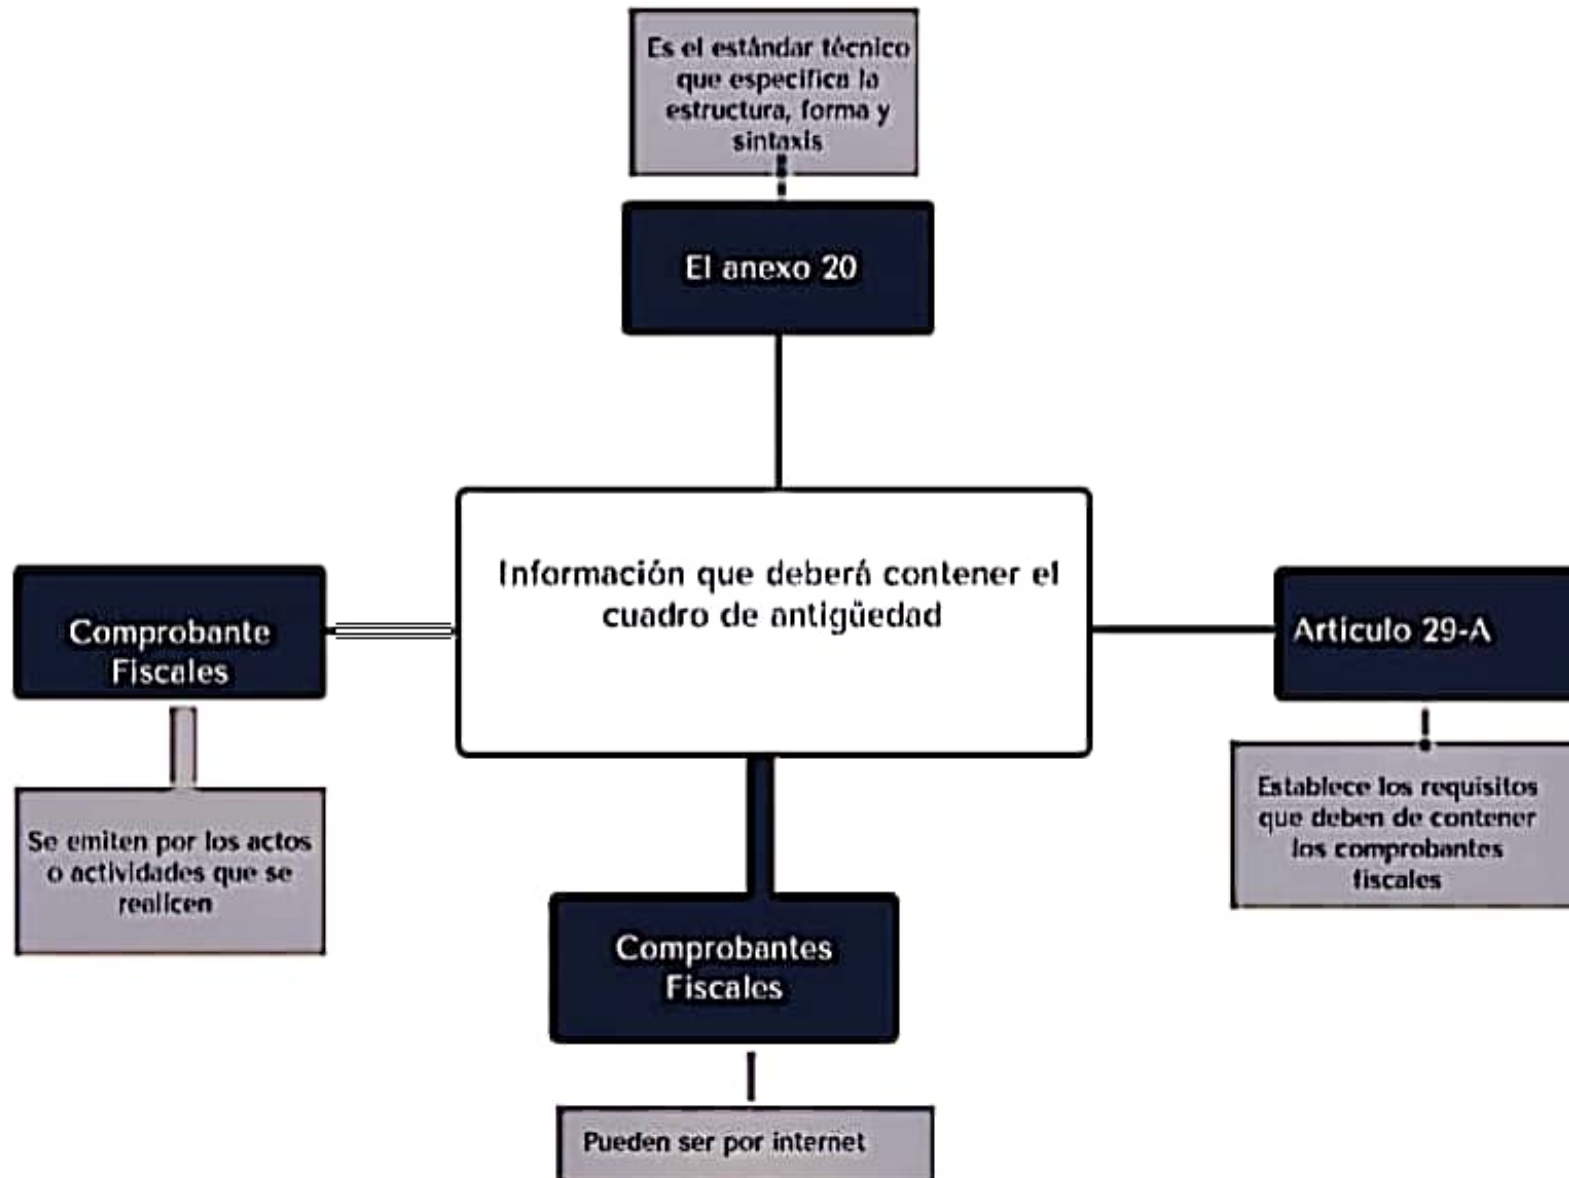 Es el estándar técnico
que especifica la
estructura, forma y
sintaxis
El anexo 20
Información que deberá contener el
cuadro de antigüedad
Comprobante
Fiscales
Se emiten por los actos
o actividades que se
realicen
Artículo 29-A
Establece los requisitos
que deben de contener
los comprobantes
fiscales
Comprobantes
Fiscales
Pueden ser por internet